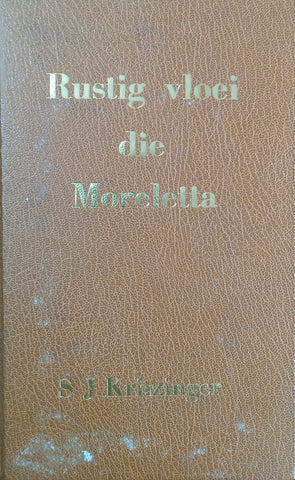 Rustig vloei
die
Moreletta
S J Kritzinger